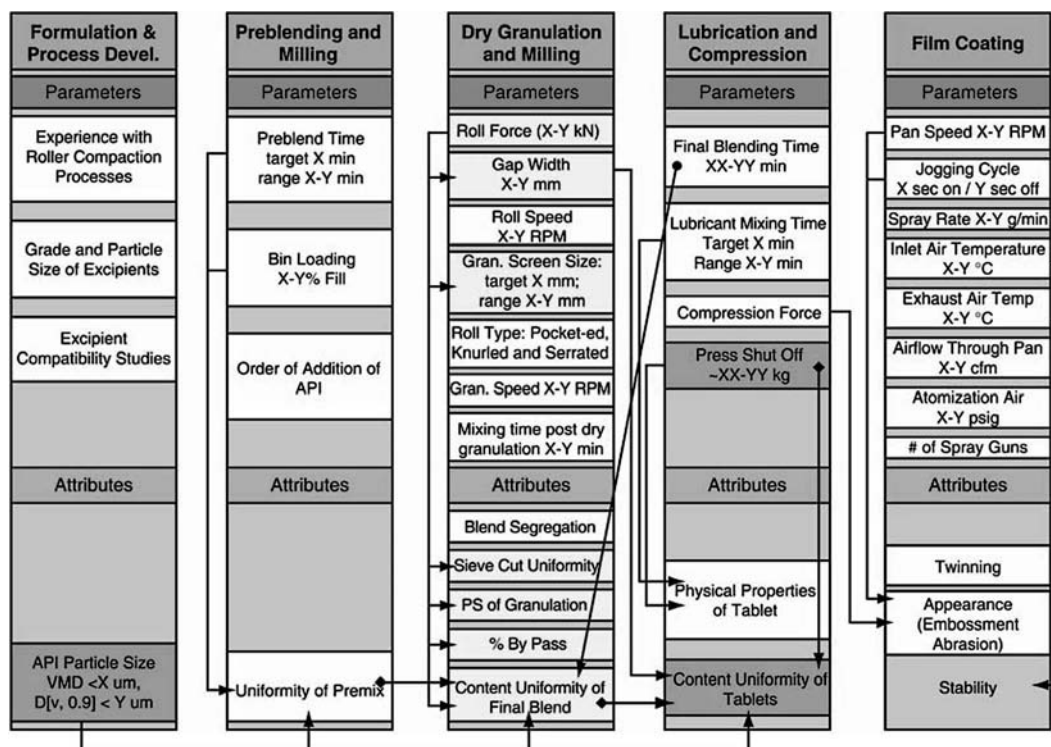 Formulation &
Process Devel.
Parameters
Experience with
Roller Compaction
Processes
Grade and Particle
Size of Excipients
Excipient
Compatibility Studies
Attributes
API Particle Size
VMD <X um,
D[v, 0.9] < Y um
Preblending and
Milling
Parameters
Preblend Time
target X min
range X-Y min
Bin Loading
X-Y% Fill
Order of Addition of
API
Attributes
Uniformity of Premix
Dry Granulation
and Milling
Parameters
Roll Force (X-Y kN)
Gap Width
X-Y mm
Roll Speed
X-Y RPM
Gran. Screen Size:
target X mm;
range X-Y mm
Roll Type: Pocket-ed,
Knurled and Serrated
Gran. Speed X-Y RPM
Mixing time post dry
granulation X-Y min
Attributes
Blend Segregation
Sieve Cut Uniformity
PS of Granulation
% By Pass
Content Uniformity of
Final Blend
Lubrication and
Compression
Parameters
Final Blending Time
XX-YY min
Lubricant Mixing Time
Target X min
Range X-Y min
Compression Force
Press Shut Off
~XX-YY kg
Attributes
Physical Properties
of Tablet
Content Uniformity of
Tablets
Film Coating
Parameters
Pan Speed X-Y RPM
Jogging Cycle
X sec on / Y sec off
Spray Rate X-Y g/min
Inlet Air Temperature
X-Y °C
Exhaust Air Temp
X-Y °C
Airflow Through Pan
X-Y cfm
Atomization Air
X-Y psig
# of Spray Guns
Attributes
Twinning
Appearance
(Embossment
Abrasion)
Stability